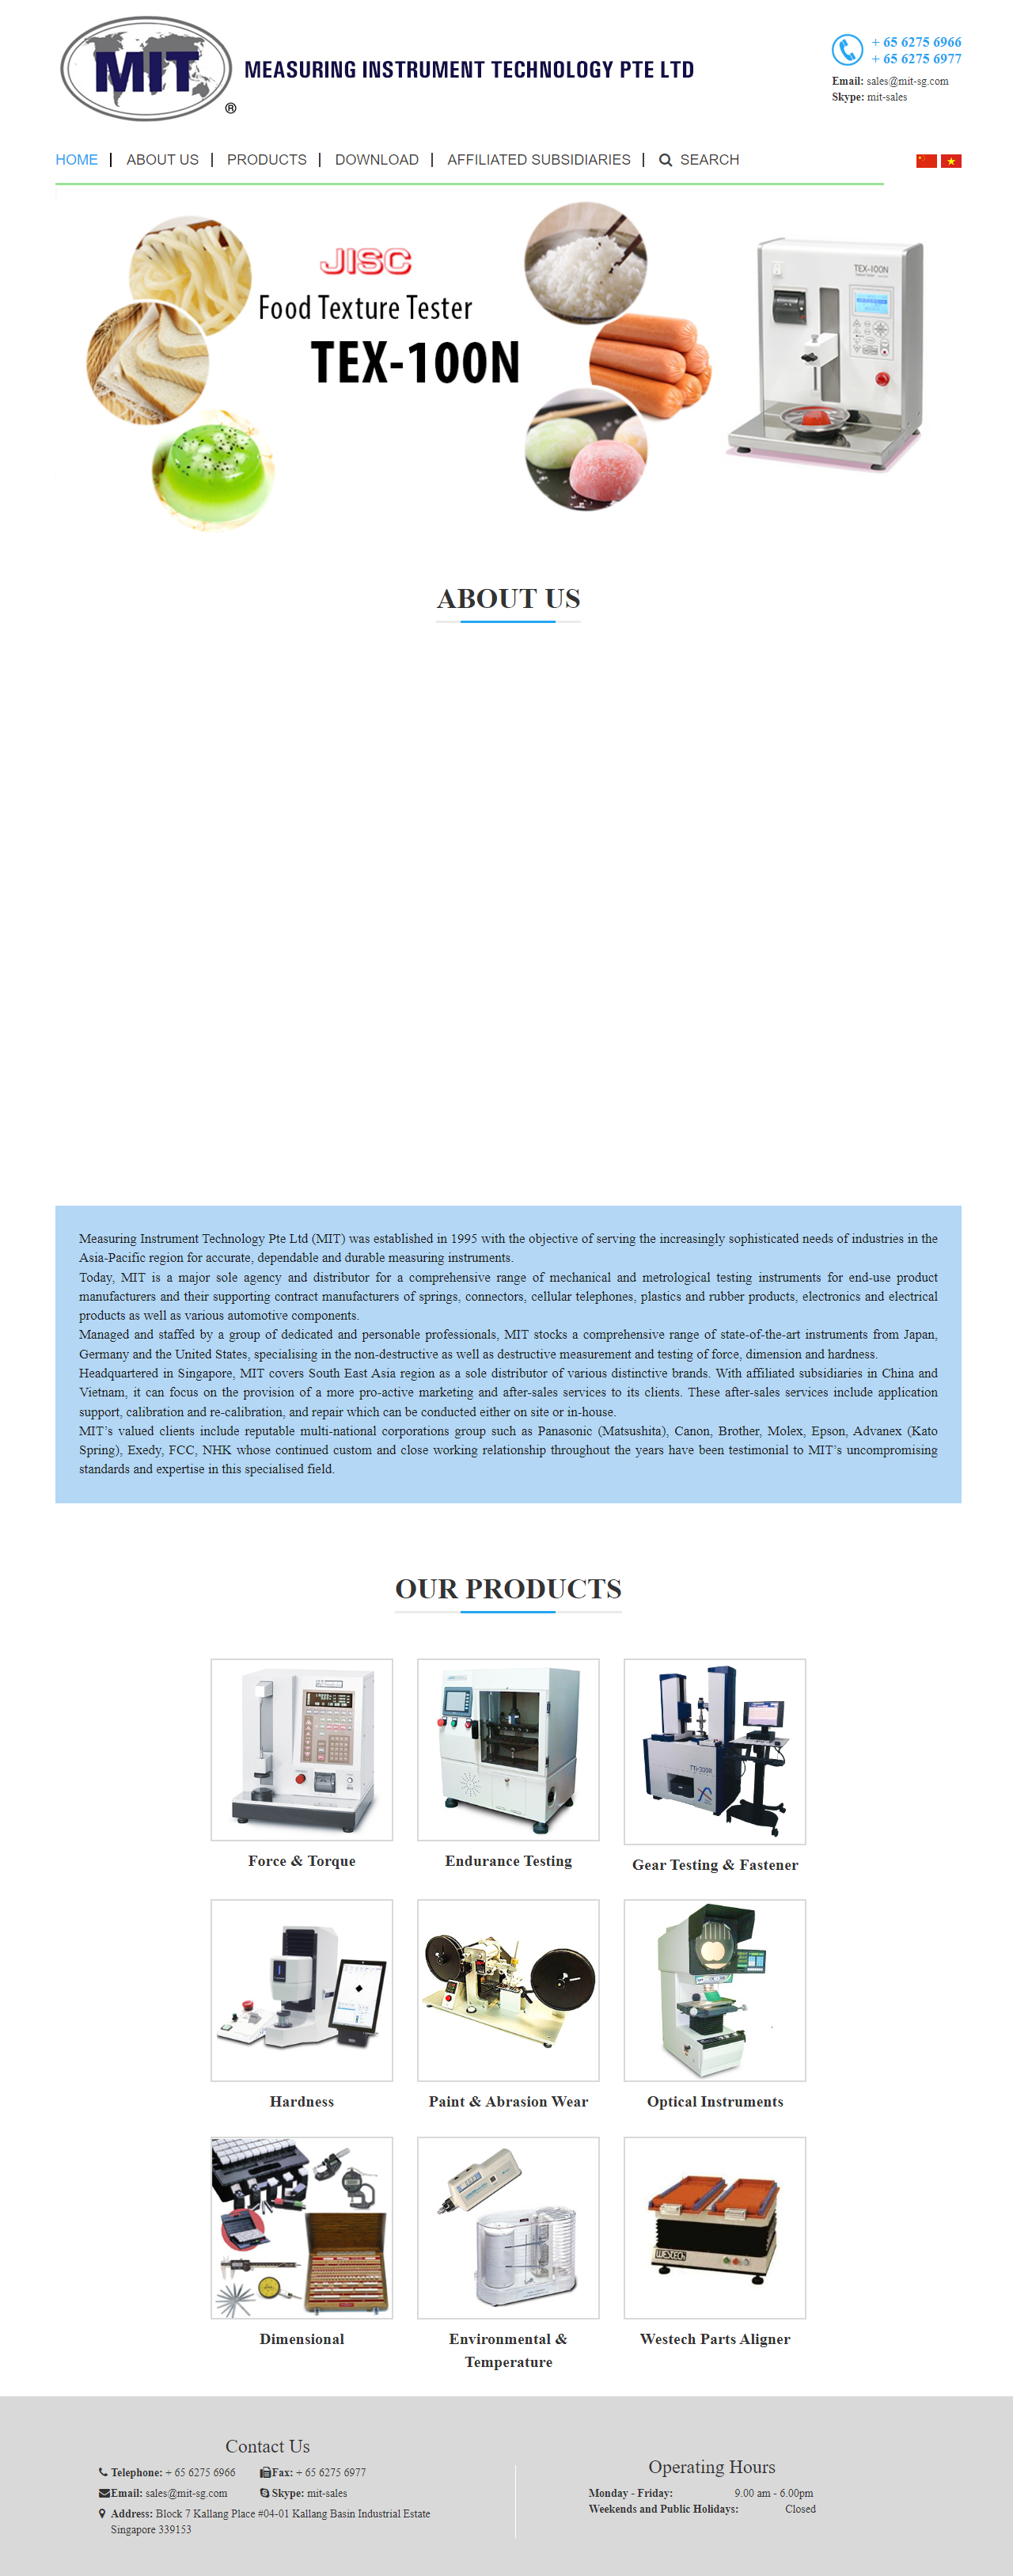 MIT
®
MEASURING INSTRUMENT TECHNOLOGY PTE LTD
+ 65 6275 6966
+ 65 6275 6977
Email: sales@mit-sg.com
Skype: mit-sales
HOME | ABOUT US | PRODUCTS | DOWNLOAD | AFFILIATED SUBSIDIARIES | SEARCH
JISC
Food Texture Tester
TEX-100N
TEX-100N
ABOUT US
Measuring Instrument Technology Pte Ltd (MIT) was established in 1995 with the objective of serving the increasingly sophisticated needs of industries in the
Asia-Pacific region for accurate, dependable and durable measuring instruments.
Today, MIT is a major sole agency and distributor for a comprehensive range of mechanical and metrological testing instruments for end-use product
manufacturers and their supporting contract manufacturers of springs, connectors, cellular telephones, plastics and rubber products, electronics and electrical
products as well as various automotive components.
Managed and staffed by a group of dedicated and personable professionals, MIT stocks a comprehensive range of state-of-the-art instruments from Japan,
Germany and the United States, specialising in the non-destructive as well as destructive measurement and testing of force, dimension and hardness.
Headquartered in Singapore, MIT covers South East Asia region as a sole distributor of various distinctive brands. With affiliated subsidiaries in China and
Vietnam, it can focus on the provision of a more pro-active marketing and after-sales services to its clients. These after-sales services include application
support, calibration and re-calibration, and repair which can be conducted either on site or in-house.
MIT’s valued clients include reputable multi-national corporations group such as Panasonic (Matsushita), Canon, Brother, Molex, Epson, Advanex (Kato
Spring), Exedy, FCC, NHK whose continued custom and close working relationship throughout the years have been testimonial to MIT’s uncompromising
standards and expertise in this specialised field.
OUR PRODUCTS
TTi-300R
Force & Torque
Endurance Testing
Gear Testing & Fastener
Hardness
Paint & Abrasion Wear
Optical Instruments
WESTECH
Dimensional
Environmental &
Temperature
Westech Parts Aligner
Contact Us
Telephone: + 65 6275 6966
Fax: + 65 6275 6977
Email: sales@mit-sg.com
Skype: mit-sales
Address: Block 7 Kallang Place #04-01 Kallang Basin Industrial Estate
Singapore 339153
Operating Hours
Monday - Friday: 9.00 am - 6.00pm
Weekends and Public Holidays: Closed